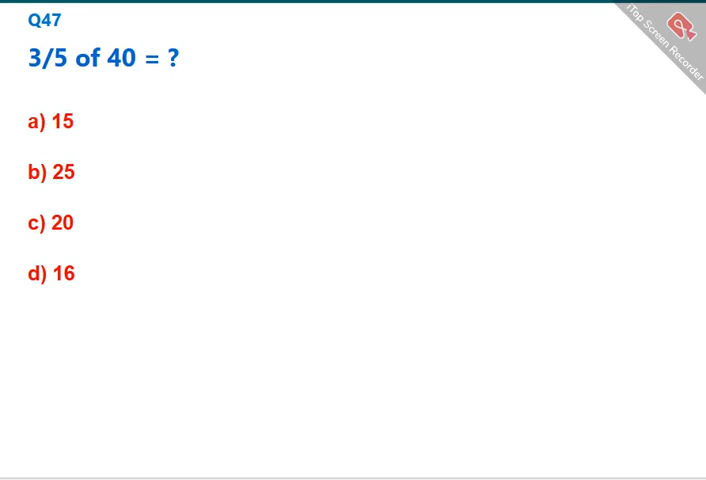 Q47
iTop Screen Recorder
3/5 of 40 = ?
a) 15
b) 25
c) 20
d) 16